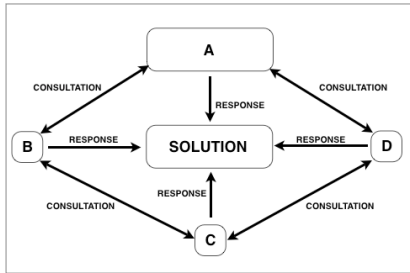 A
CONSULTATION
CONSULTATION
RESPONSE
B
RESPONSE
SOLUTION
RESPONSE
D
RESPONSE
CONSULTATION
CONSULTATION
C